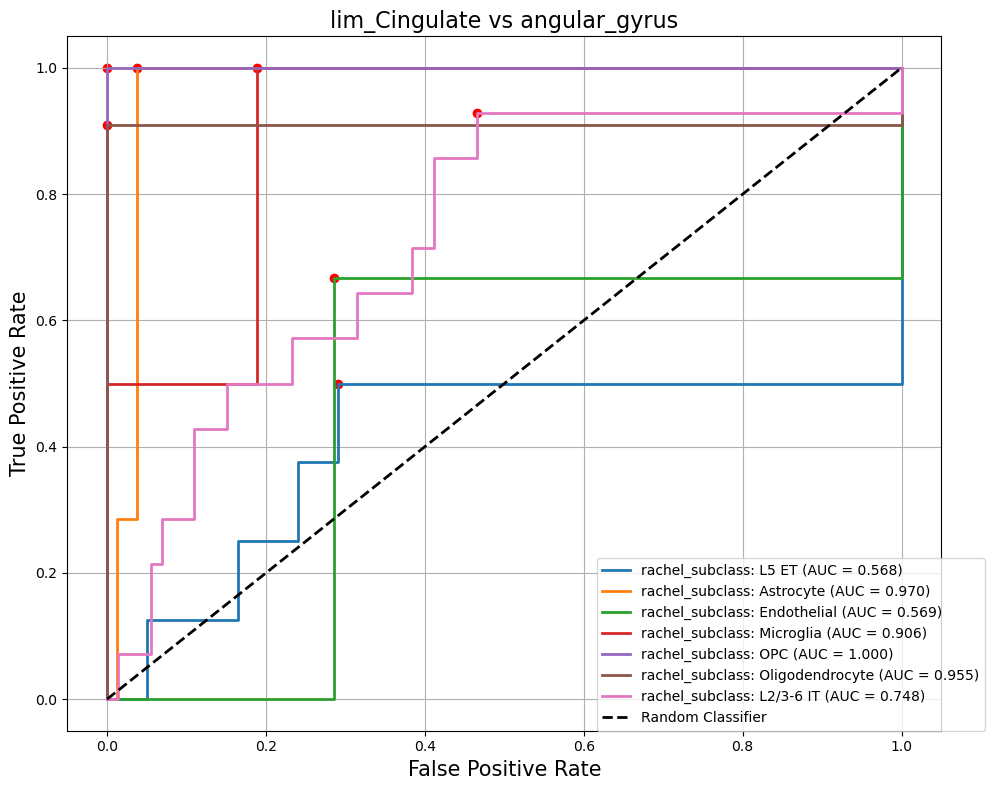 lim_Cingulate vs angular_gyrus
True Positive Rate
1.0
0.8
0.6
0.4
0.2
0.0
rachel_subclass: L5 ET (AUC = 0.568)
rachel_subclass: Astrocyte (AUC = 0.970)
rachel_subclass: Endothelial (AUC = 0.569)
rachel_subclass: Microglia (AUC = 0.906)
rachel_subclass: OPC (AUC = 1.000)
rachel_subclass: Oligodendrocyte (AUC = 0.955)
rachel_subclass: L2/3-6 IT (AUC = 0.748)
Random Classifier
0.0 0.2 0.4 0.6 0.8 1.0
False Positive Rate